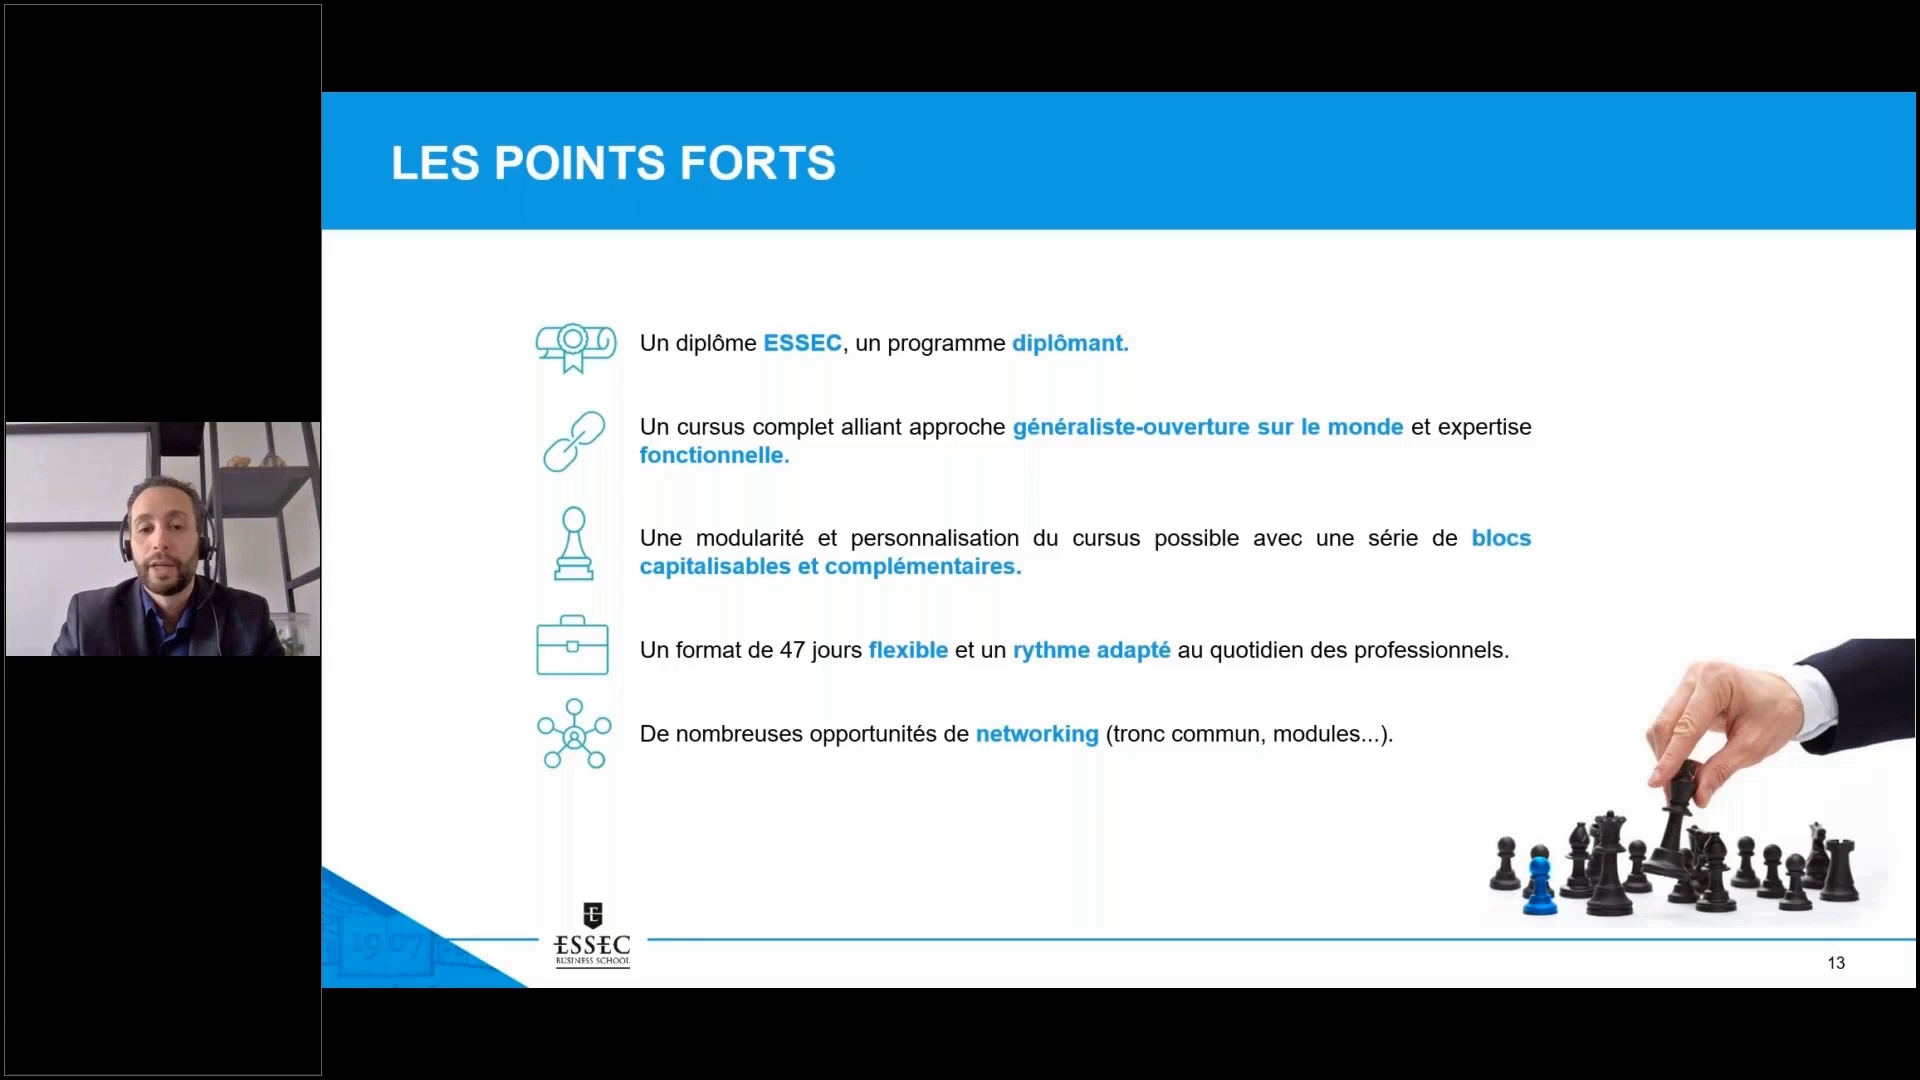 LES POINTS FORTS
Un diplôme ESSEC, un programme diplômant.
Un cursus complet alliant approche généraliste-ouverture sur le monde et expertise
fonctionnelle.
Une modularité et personnalisation du cursus possible avec une série de blocs
capitalisables et complémentaires.
Un format de 47 jours flexible et un rythme adapté au quotidien des professionnels.
De nombreuses opportunités de networking (tronc commun, modules...).
1907
ESSEC
BUSINESS SCHOOL
13